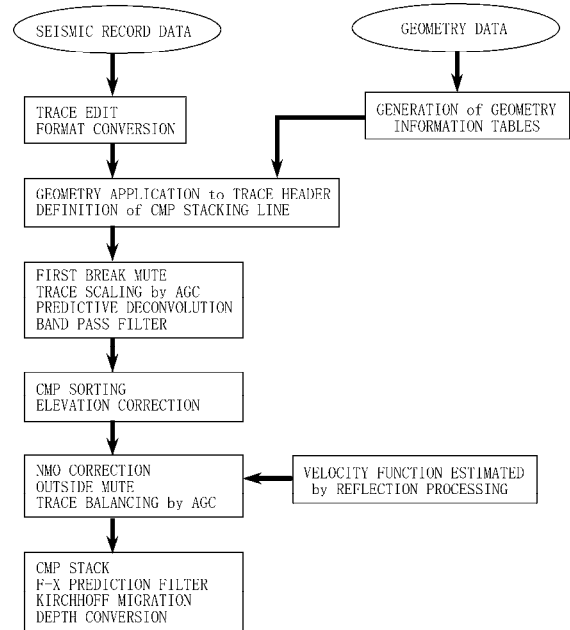 SEISMIC RECORD DATA
GEOMETRY DATA
TRACE EDIT
FORMAT CONVERSION
GENERATION of GEOMETRY
INFORMATION TABLES
GEOMETRY APPLICATION to TRACE HEADER
DEFINITION of CMP STACKING LINE
FIRST BREAK MUTE
TRACE SCALING by AGC
PREDICTIVE DECONVOLUTION
BAND PASS FILTER
CMP SORTING
ELEVATION CORRECTION
NMO CORRECTION
OUTSIDE MUTE
TRACE BALANCING by AGC
VELOCITY FUNCTION ESTIMATED
by REFLECTION PROCESSING
CMP STACK
F-X PREDICTION FILTER
KIRCHHOFF MIGRATION
DEPTH CONVERSION